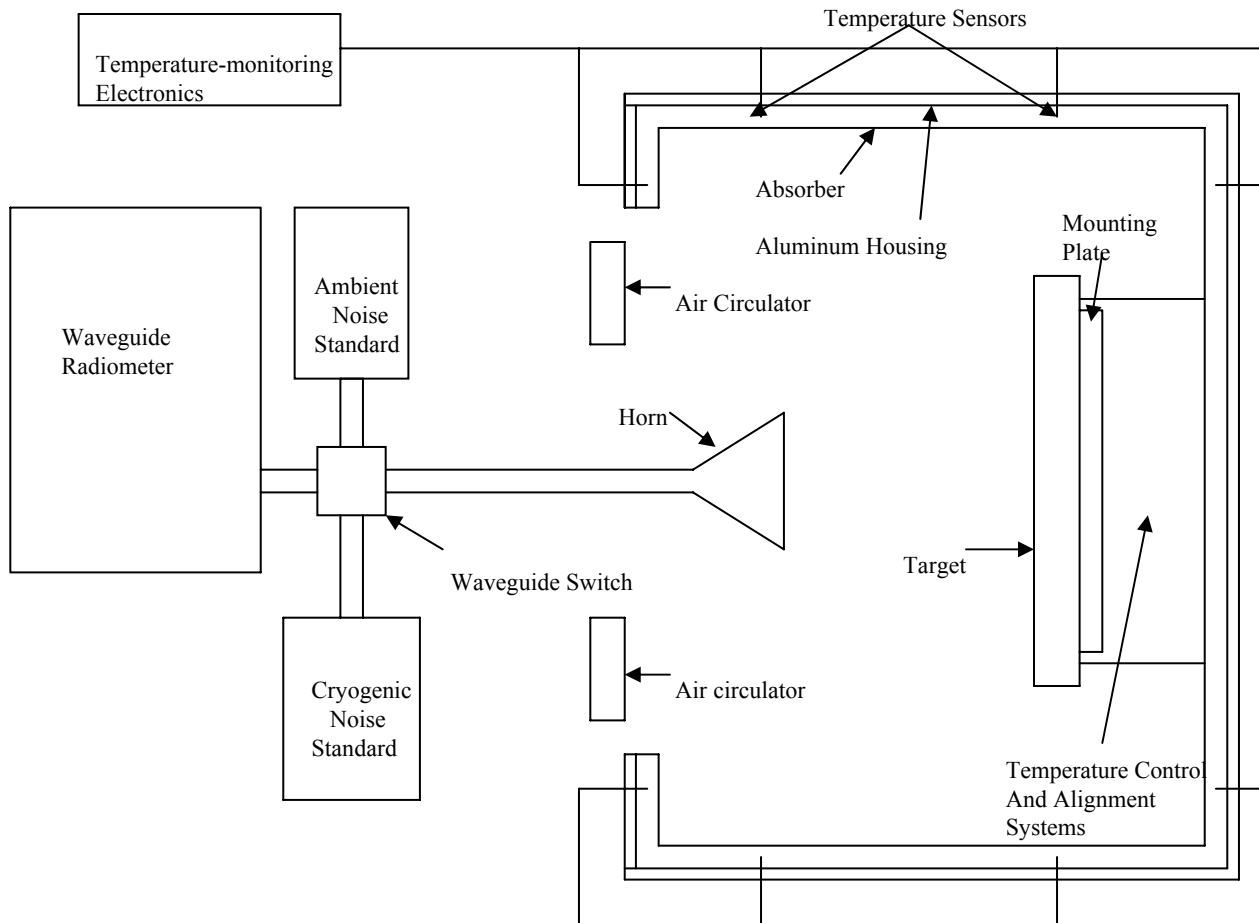 Temperature Sensors
Temperature-monitoring
Electronics
Absorber
Aluminum Housing
Mounting
Plate
Ambient
Noise
Standard
Air Circulator
Waveguide
Radiometer
Horn
Waveguide Switch
Target
Cryogenic
Noise
Standard
Air circulator
Temperature Control
And Alignment
Systems